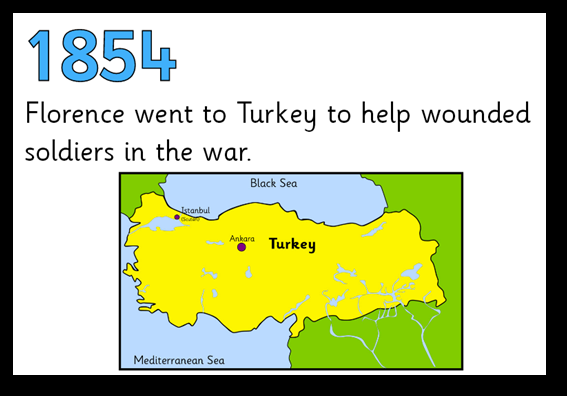 1854
Florence went to Turkey to help wounded
soldiers in the war.
Black Sea
Istanbul
(Scutari)
Ankara
Turkey
Mediterranean Sea